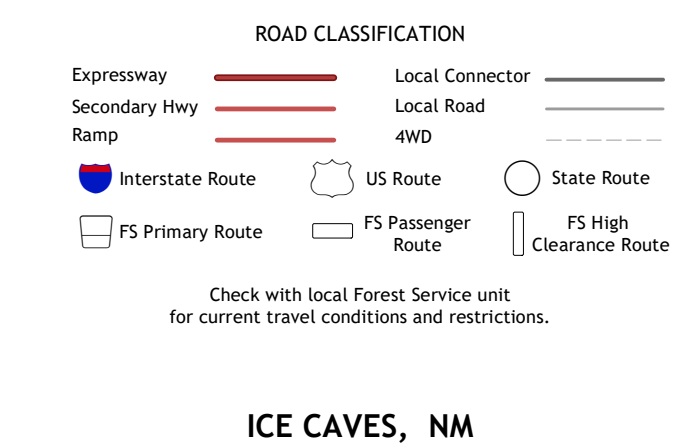 ROAD CLASSIFICATION
Expressway
Local Connector
Secondary Hwy
Local Road
Ramp
4WD
Interstate Route
US Route
State Route
FS Primary Route
FS Passenger
Route
FS High
Clearance Route
Check with local Forest Service unit
for current travel conditions and restrictions.
ICE CAVES, NM